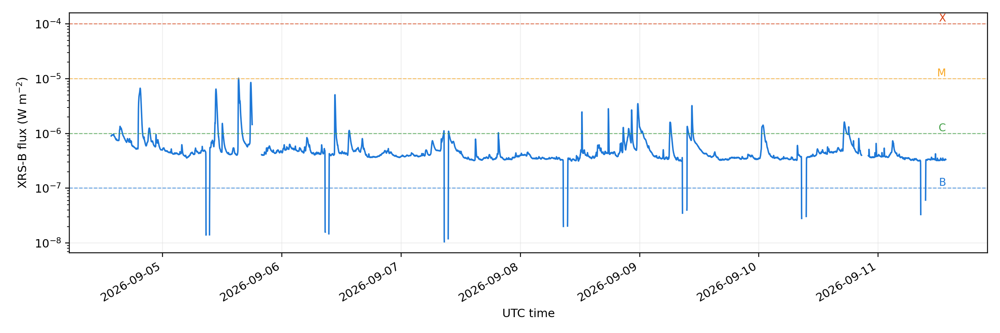 XRS-B flux (W m⁻²)
10⁻⁴
10⁻⁵
10⁻⁶
10⁻⁷
10⁻⁸
X
M
C
B
2026-09-05
2026-09-06
2026-09-07
2026-09-08
2026-09-09
2026-09-10
2026-09-11
UTC time